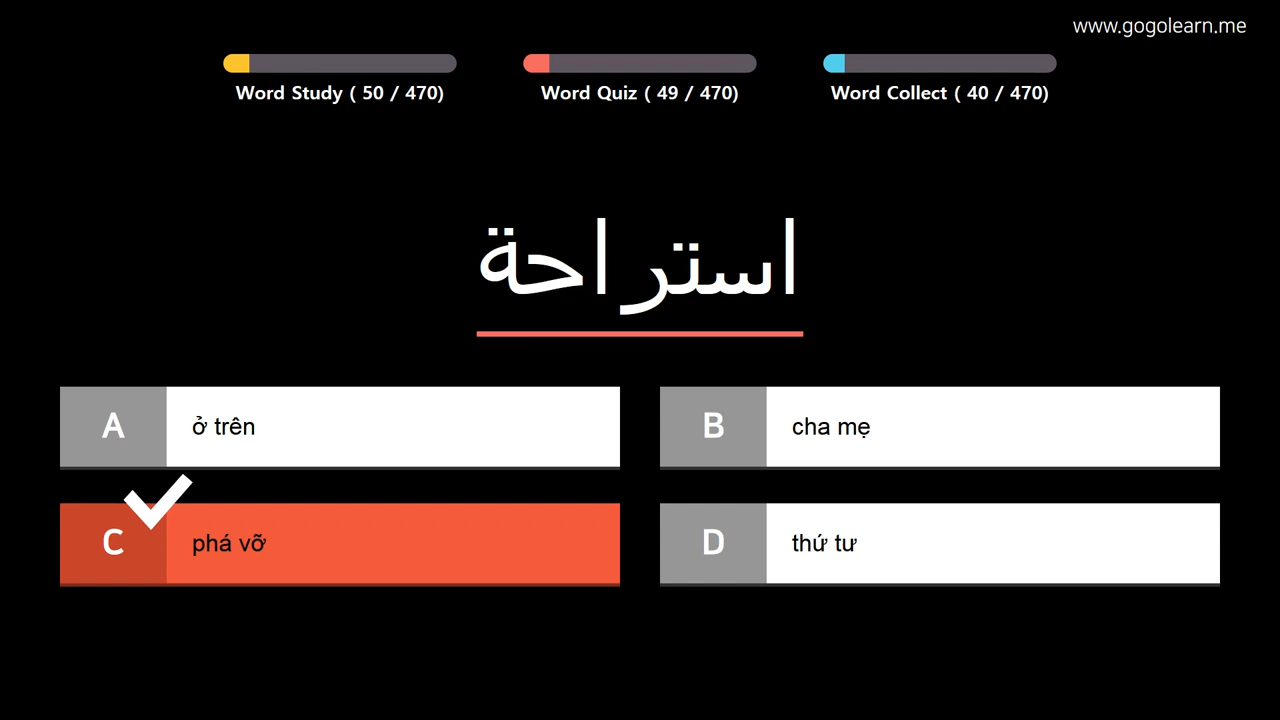 www.gogolearn.me
Word Study ( 50 / 470)
Word Quiz ( 49 / 470)
Word Collect ( 40 / 470)
استراحة
A
ở trên
B
cha mẹ
C
phá vỡ
D
thứ tư